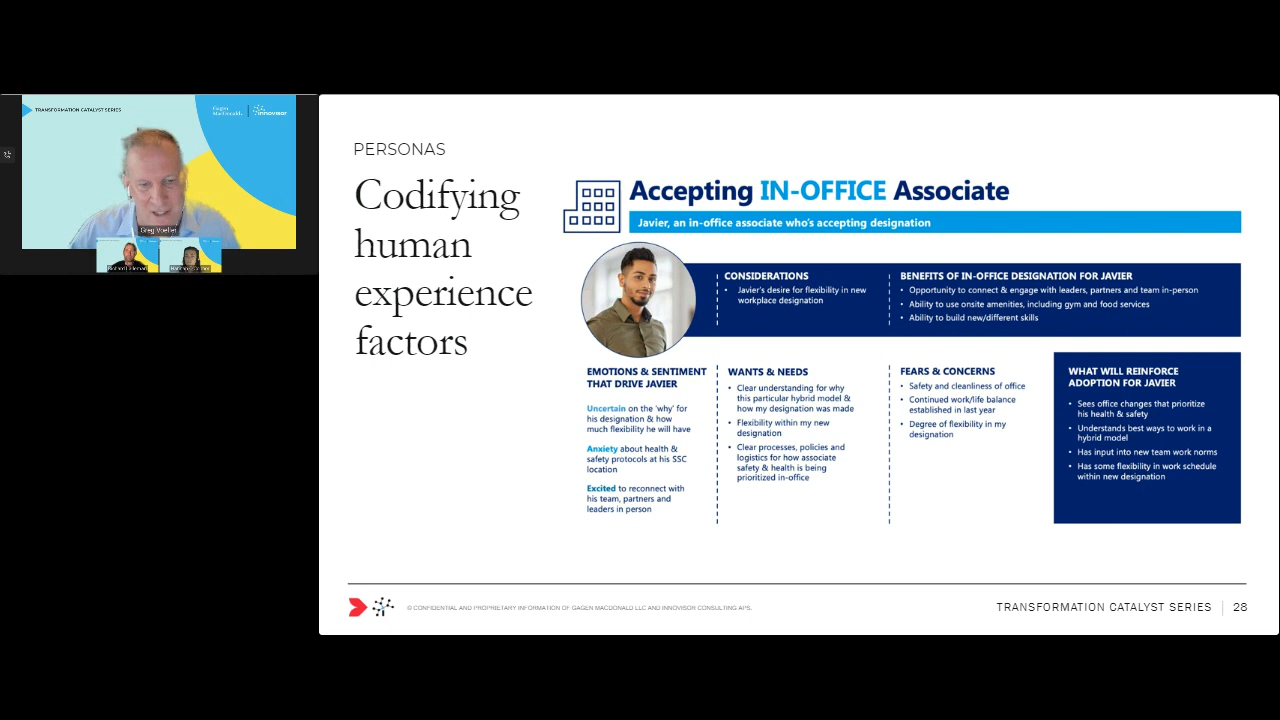 TRANSFORMATION CATALYST SERIES
Gagen
MacDonald
innovisor
Greg Voeller
PERSONAS
Codifying
human
experience
factors
Accepting IN-OFFICE Associate
Javier, an in-office associate who's accepting designation
CONSIDERATIONS
• Javier's desire for flexibility in new
workplace designation
BENEFITS OF IN-OFFICE DESIGNATION FOR JAVIER
• Opportunity to connect & engage with leaders, partners and team in-person
• Ability to use onsite amenities, including gym and food services
• Ability to build new/different skills
EMOTIONS & SENTIMENT
THAT DRIVE JAVIER
Uncertain on the 'why' for
his designation & how
much flexibility he will have
Anxiety about health &
safety protocols at his SSC
location
Excited to reconnect with
his team, partners and
leaders in person
WANTS & NEEDS
• Clear understanding for why
this particular hybrid model &
how my designation was made
• Flexibility within my new
designation
• Clear processes, policies and
logistics for how associate
safety & health is being
prioritized in-office
FEARS & CONCERNS
• Safety and cleanliness of office
• Continued work/life balance
established in last year
• Degree of flexibility in my
designation
WHAT WILL REINFORCE
ADOPTION FOR JAVIER
• Sees office changes that prioritize
his health & safety
• Understands best ways to work in a
hybrid model
• Has input into new team work norms
• Has some flexibility in work schedule
within new designation
© CONFIDENTIAL AND PROPRIETARY INFORMATION OF GAGEN MACDONALD LLC AND INNOVISOR CONSULTING APS.
TRANSFORMATION CATALYST SERIES | 28